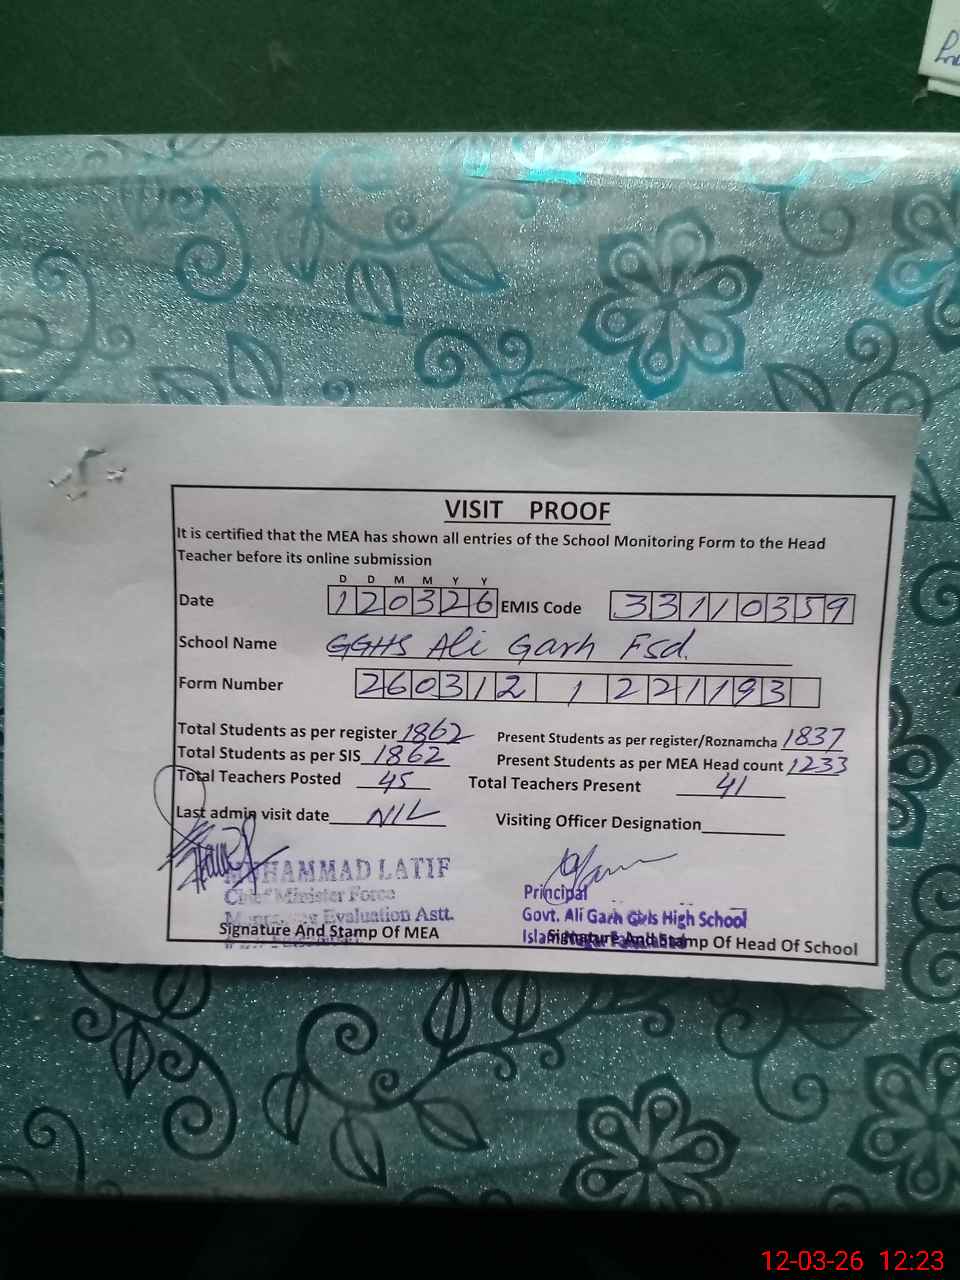 VISIT PROOF
It is certified that the MEA has shown all entries of the School Monitoring Form to the Head
Teacher before its online submission
D D M M Y Y
Date 120326 EMIS Code 33110359
School Name GGHS Ali Garh Fsd.
Form Number 260312 1 221193
Total Students as per register 1862 Present Students as per register/Roznamcha 1837
Total Students as per SIS 1862 Present Students as per MEA Head count 1233
Total Teachers Posted 45 Total Teachers Present 41
Last admin visit date NIL Visiting Officer Designation
MUHAMMAD LATIF
Chief Minister Force
Evaluation Astt.
Signature And Stamp Of MEA
Principal
Govt. Ali Garh Girls High School
Signature And Stamp Of Head Of School
12-03-26 12:23